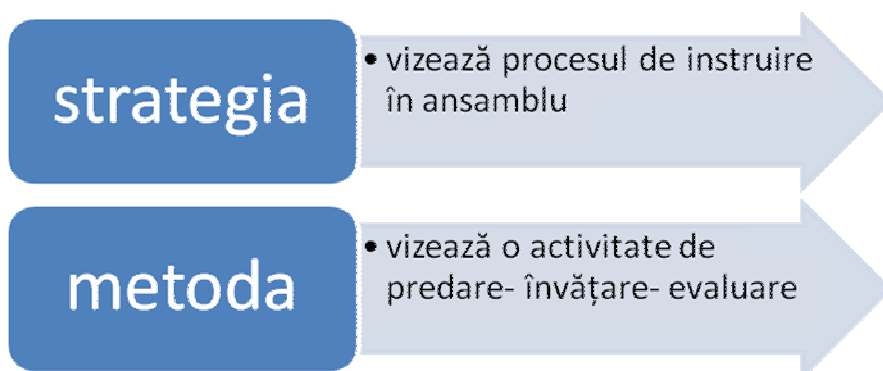 strategia
• vizează procesul de instruire
în ansamblu
metoda
• vizează o activitate de
predare- învățare- evaluare